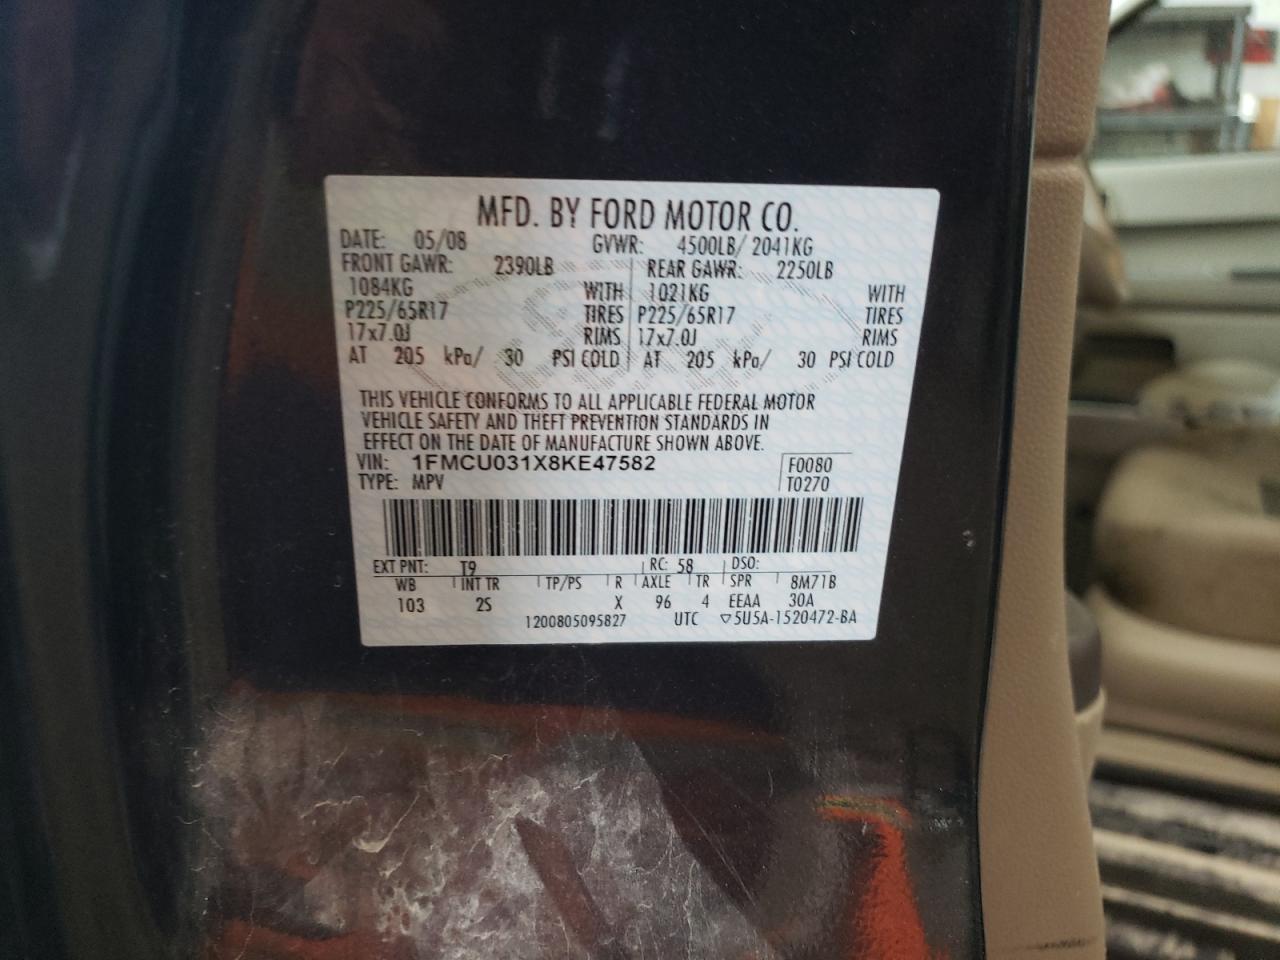 MFD. BY FORD MOTOR CO.
DATE: 05/08 GVWR: 4500LB/ 2041KG
FRONT GAWR: 2390LB REAR GAWR: 2250LB
1084KG WITH 1021KG WITH
P225/65R17 TIRES P225/65R17 TIRES
17x7.0J RIMS 17x7.0J RIMS
AT 205 kPa/ 30 PSI COLD AT 205 kPa/ 30 PSI COLD
THIS VEHICLE CONFORMS TO ALL APPLICABLE FEDERAL MOTOR
VEHICLE SAFETY AND THEFT PREVENTION STANDARDS IN
EFFECT ON THE DATE OF MANUFACTURE SHOWN ABOVE.
VIN: 1FMCU031X8KE47582 F0080
TYPE: MPV T0270
EXT PNT: T9 RC: 58 DSO:
WB INT TR TP/PS R AXLE TR SPR 8M71B
103 2S X 96 4 EEAA 30A
1200805095827 UTC ▽5U5A-1520472-BA